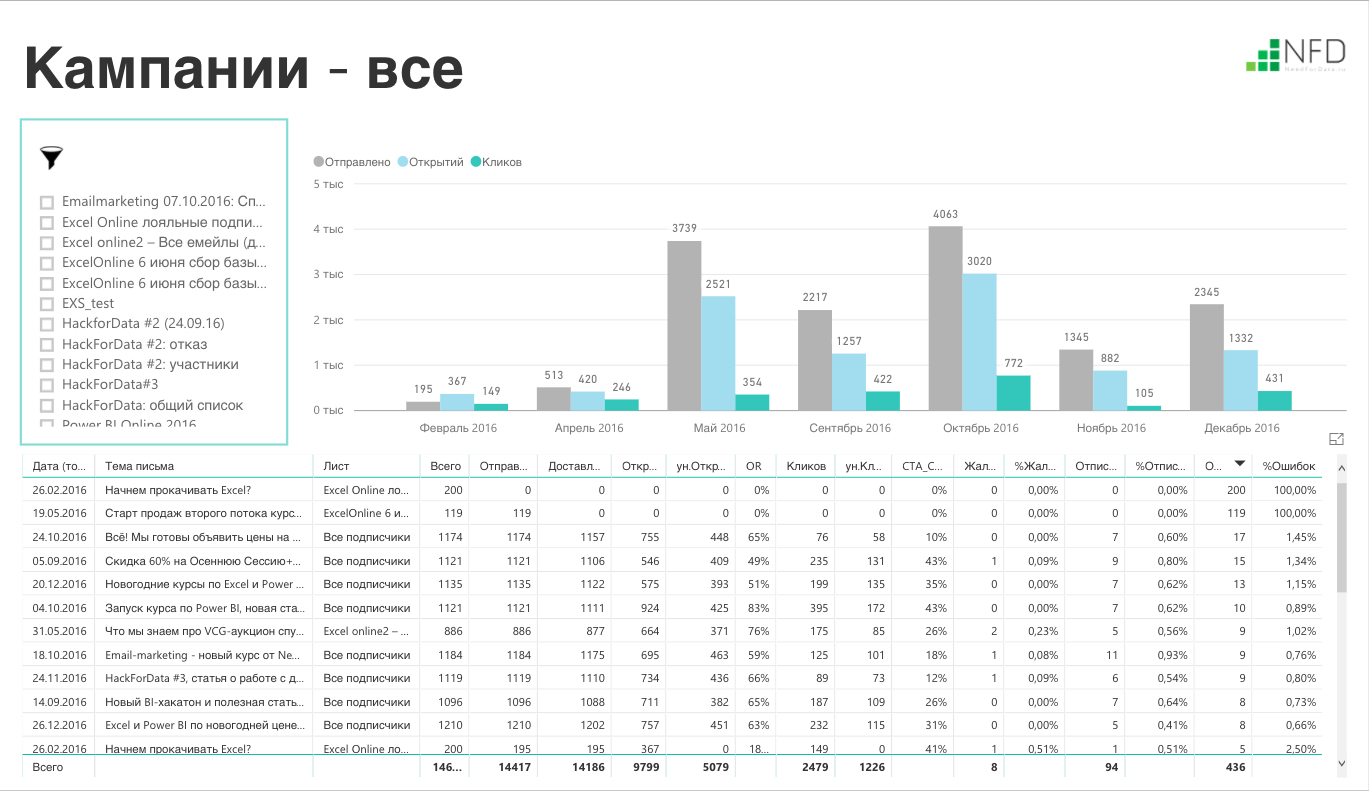 Кампании - все
NFD
NeedForData.ru
Emailmarketing 07.10.2016: Сп...
Excel Online лояльные подпи...
Excel online2 – Все емейлы (д...
ExcelOnline 6 июня сбор базы...
ExcelOnline 6 июня сбор базы...
EXS_test
HackforData #2 (24.09.16)
HackForData #2: отказ
HackForData #2: участники
HackForData#3
HackForData: общий список
Power BI Online 2016
Отправлено Открытий Кликов
5 тыс
4 тыс
3 тыс
2 тыс
1 тыс
0 тыс
195 367 149
513 420 246
3739 2521 354
2217 1257 422
4063 3020 772
1345 882 105
2345 1332 431
Февраль 2016 Апрель 2016 Май 2016 Сентябрь 2016 Октябрь 2016 Ноябрь 2016 Декабрь 2016
Дата (то... Тема письма Лист Всего Отправ... Доставл... Откр... ун.Откр... OR Кликов ун.Кл... CTA_C... Жал... %Жал... Отпис... %Отпис... О... %Ошибок
26.02.2016 Начнем прокачивать Excel? Excel Online ло... 200 0 0 0 0 0% 0 0 0% 0 0,00% 0 0,00% 200 100,00%
19.05.2016 Старт продаж второго потока курс... ExcelOnline 6 и... 119 119 0 0 0 0% 0 0 0% 0 0,00% 0 0,00% 119 100,00%
24.10.2016 Всё! Мы готовы объявить цены на ... Все подписчики 1174 1174 1157 755 448 65% 76 58 10% 0 0,00% 7 0,60% 17 1,45%
05.09.2016 Скидка 60% на Осеннюю Сессию+... Все подписчики 1121 1121 1106 546 409 49% 235 131 43% 1 0,09% 9 0,80% 15 1,34%
20.12.2016 Новогодние курсы по Excel и Power ... Все подписчики 1135 1135 1122 575 393 51% 199 135 35% 0 0,00% 7 0,62% 13 1,15%
04.10.2016 Запуск курса по Power BI, новая ста... Все подписчики 1121 1121 1111 924 425 83% 395 172 43% 0 0,00% 7 0,62% 10 0,89%
31.05.2016 Что мы знаем про VCG-аукцион спу... Excel online2 – ... 886 886 877 664 371 76% 175 85 26% 2 0,23% 5 0,56% 9 1,02%
18.10.2016 Email-marketing - новый курс от Ne... Все подписчики 1184 1184 1175 695 463 59% 125 101 18% 1 0,08% 11 0,93% 9 0,76%
24.11.2016 HackForData #3, статья о работе с д... Все подписчики 1119 1119 1110 734 436 66% 89 73 12% 1 0,09% 6 0,54% 9 0,80%
14.09.2016 Новый BI-хакатон и полезная стать... Все подписчики 1096 1096 1088 711 382 65% 187 109 26% 0 0,00% 7 0,64% 8 0,73%
26.12.2016 Excel и Power BI по новогодней цене... Все подписчики 1210 1210 1202 757 451 63% 232 115 31% 0 0,00% 5 0,41% 8 0,66%
26.02.2016 Начнем прокачивать Excel? Excel Online ло... 200 195 195 367 0 18... 149 0 41% 1 0,51% 1 0,51% 5 2,50%
Всего 146... 14417 14186 9799 5079 2479 1226 8 94 436